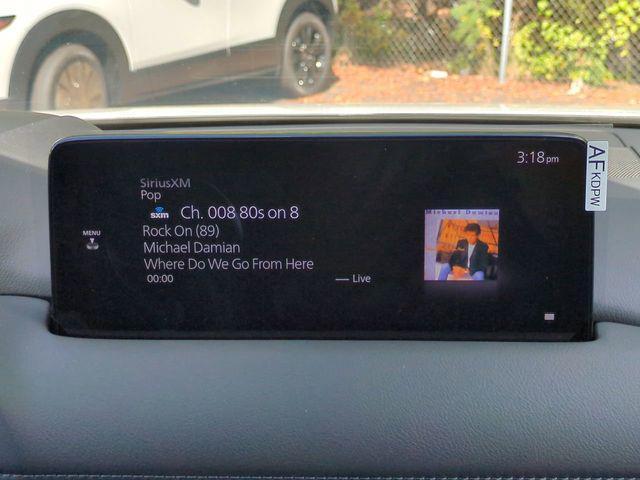 3:18pm
SiriusXM
Pop
sxm Ch. 008 80s on 8
Rock On (89)
Michael Damian
Where Do We Go From Here
00:00 Live
MENU
Michael Damian
AF KDPW